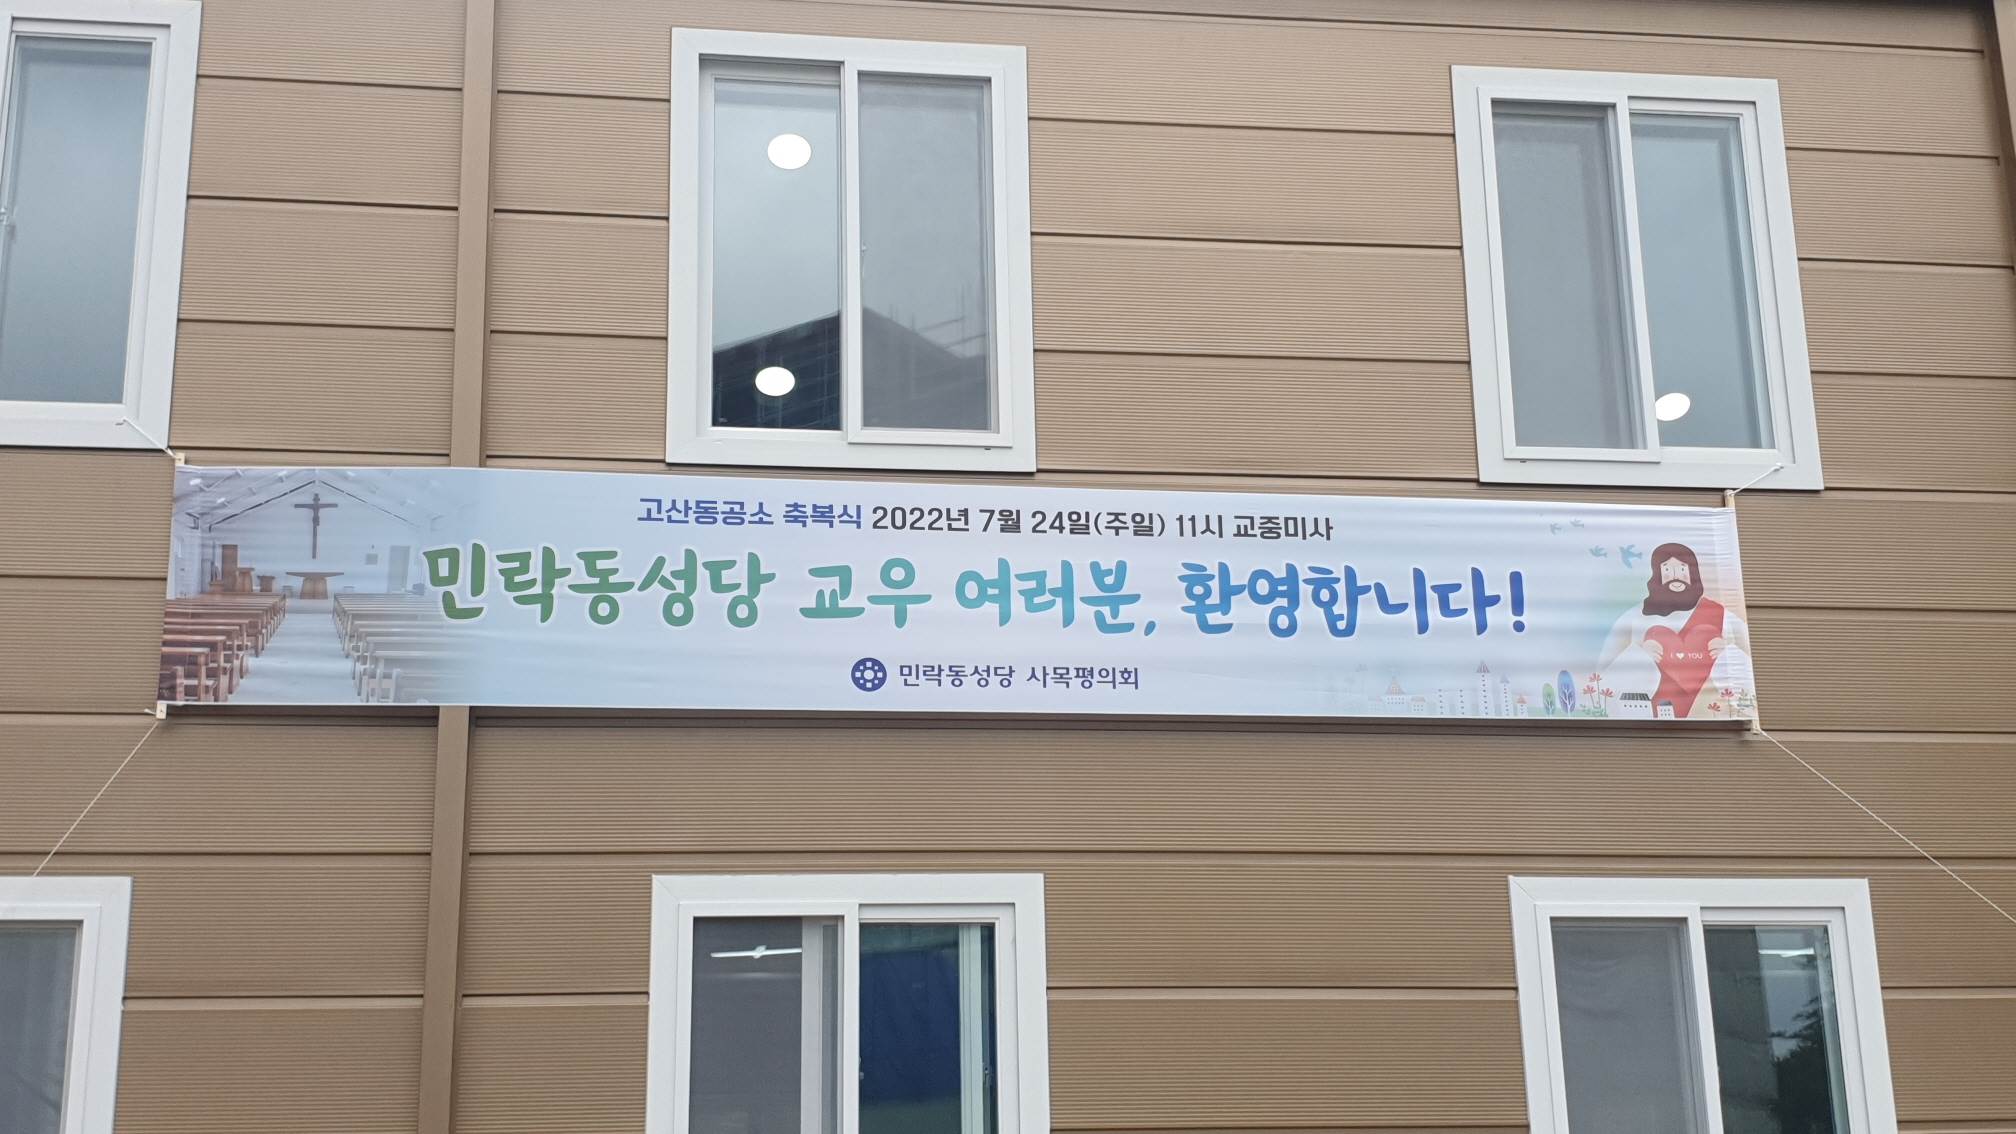 고산동공소 축복식 2022년 7월 24일(주일) 11시 교중미사
민락동성당 교우 여러분, 환영합니다!
I ♥ YOU
민락동성당 사목평의회